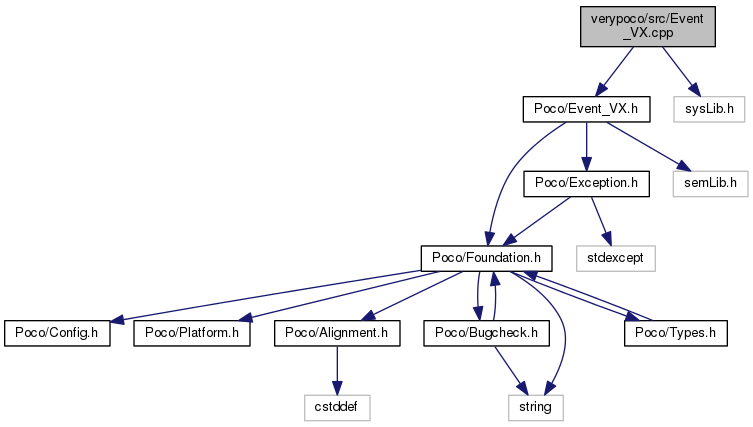 verypoco/src/Event
_VX.cpp
Poco/Event_VX.h
sysLib.h
Poco/Exception.h
semLib.h
Poco/Foundation.h
stdexcept
Poco/Config.h
Poco/Platform.h
Poco/Alignment.h
Poco/Bugcheck.h
Poco/Types.h
cstddef
string